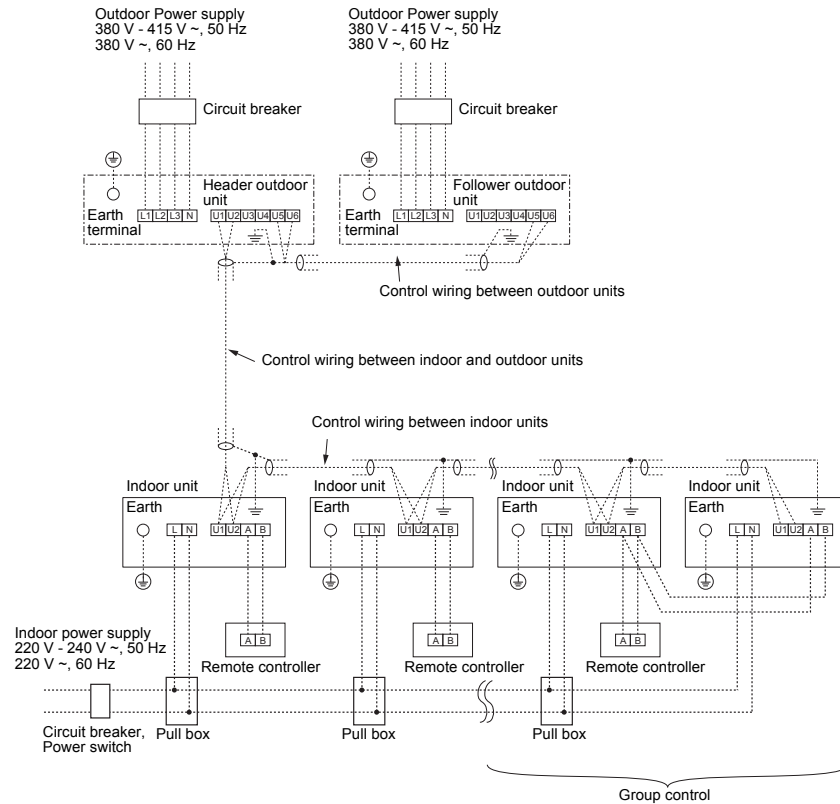 Outdoor Power supply
380 V - 415 V ~, 50 Hz
380 V ~, 60 Hz
Outdoor Power supply
380 V - 415 V ~, 50 Hz
380 V ~, 60 Hz
Circuit breaker
Circuit breaker
Header outdoor
unit
Earth
terminal
L1 L2 L3 N
U1 U2 U3 U4 U5 U6
Follower outdoor
unit
Earth
terminal
L1 L2 L3 N
U1 U2 U3 U4 U5 U6
Control wiring between outdoor units
Control wiring between indoor and outdoor units
Control wiring between indoor units
Indoor unit
Indoor unit
Indoor unit
Indoor unit
Earth
Earth
Earth
Earth
L N
U1 U2 A B
L N
U1 U2 A B
L N
U1 U2 A B
L N
U1 U2 A B
A B
A B
A B
Remote controller
Remote controller
Remote controller
Indoor power supply
220 V - 240 V ~, 50 Hz
220 V ~, 60 Hz
Circuit breaker,
Power switch
Pull box
Pull box
Pull box
Group control